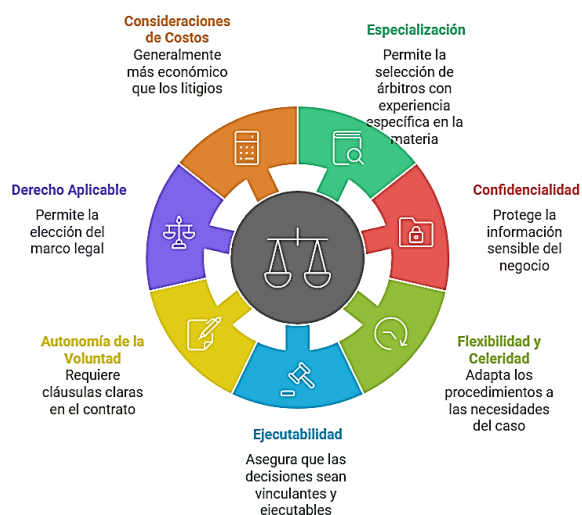 Consideraciones
de Costos
Generalmente
más económico
que los litigios
Especialización
Permite la
selección de
árbitros con
experiencia
específica en la
materia
Derecho Aplicable
Permite la
elección del
marco legal
Confidencialidad
Protege la
información
sensible del
negocio
Autonomía de la
Voluntad
Requiere
cláusulas claras
en el contrato
Flexibilidad y
Celeridad
Adapta los
procedimientos a
las necesidades
del caso
Ejecutabilidad
Asegura que las
decisiones sean
vinculantes y
ejecutables